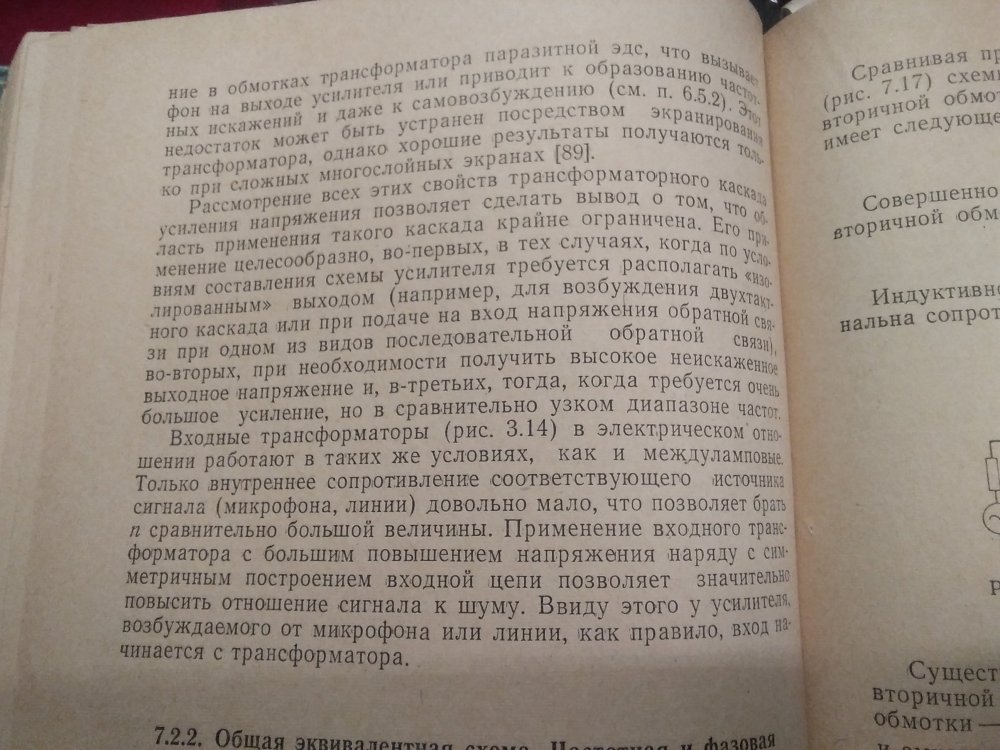 ние в обмотках трансформатора паразитной эдс, что вызывает
фон на выходе усилителя или приводит к образованию частот-
ных искажений и даже к самовозбуждению (см. п. 6.5.2). Этот
недостаток может быть устранен посредством экранирования
трансформатора, однако хорошие результаты получаются толь-
ко при сложных многослойных экранах [89].
Рассмотрение всех этих свойств трансформаторного каскада
усиления напряжения позволяет сделать вывод о том, что об-
ласть применения такого каскада крайне ограничена. Его при-
менение целесообразно, во-первых, в тех случаях, когда по усло-
виям составления схемы усилителя требуется располагать «изо-
лированным» выходом (например, для возбуждения двухтакт-
ного каскада или при подаче на вход напряжения обратной свя-
зи при одном из видов последовательной обратной связи),
во-вторых, при необходимости получить высокое неискаженное
выходное напряжение и, в-третьих, тогда, когда требуется очень
большое усиление, но в сравнительно узком диапазоне частот.
Входные трансформаторы (рис. 3.14) в электрическом отно-
шении работают в таких же условиях, как и междуламповые.
Только внутреннее сопротивление соответствующего источника
сигнала (микрофона, линии) довольно мало, что позволяет брать
n сравнительно большой величины. Применение входного транс-
форматора с большим повышением напряжения наряду с сим-
метричным построением входной цепи позволяет значительно
повысить отношение сигнала к шуму. Ввиду этого у усилителя,
возбуждаемого от микрофона или линии, как правило, вход на-
чинается с трансформатора.
7.2.2. Общая эквивалентная схема. Частотная и фазовая
Сравнивая пр
(рис. 7.17) схеми
вторичной обмот
имеет следующе
Совершенно
вторичной обмо
Индуктивно
нальна сопрот
Р
Сущест
вторичной
обмотки —